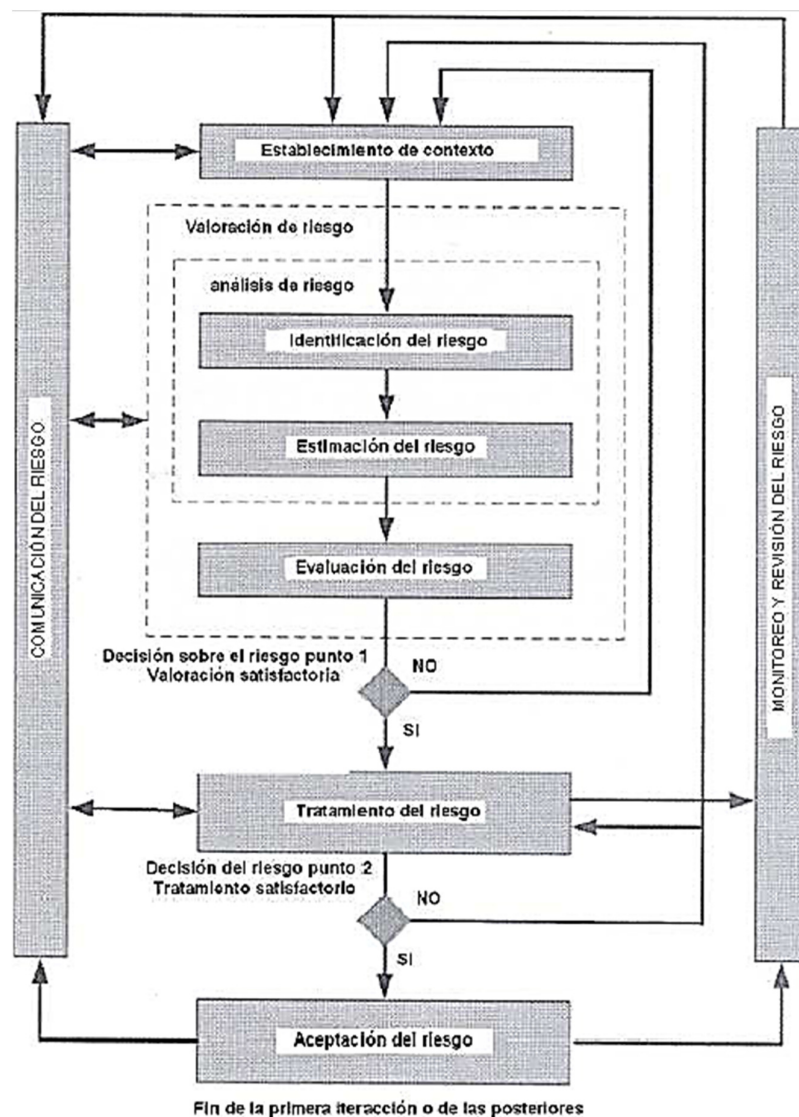 Establecimiento de contexto
Valoración de riesgo
análisis de riesgo
Identificación del riesgo
Estimación del riesgo
Evaluación del riesgo
Decisión sobre el riesgo punto 1
Valoración satisfactoria
NO
SI
Tratamiento del riesgo
Decisión del riesgo punto 2
Tratamiento satisfactorio
NO
SI
Aceptación del riesgo
Fin de la primera iteracción o de las posteriores
COMUNICACIÓN DEL RIESGO.
MONITOREO Y REVISIÓN DEL RIESGO